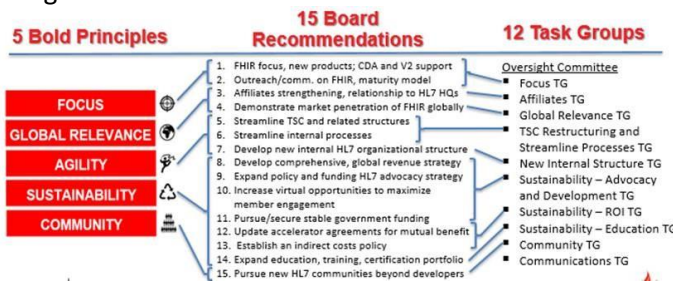 5 Bold Principles
15 Board
Recommendations
12 Task Groups
FOCUS
GLOBAL RELEVANCE
AGILITY
SUSTAINABILITY
COMMUNITY
1. FHIR focus, new products; CDA and V2 support
2. Outreach/comm. on FHIR, maturity model
3. Affiliates strengthening, relationship to HL7 HQs
4. Demonstrate market penetration of FHIR globally
5. Streamline TSC and related structures
6. Streamline internal processes
7. Develop new internal HL7 organizational structure
8. Develop comprehensive, global revenue strategy
9. Expand policy and funding HL7 advocacy strategy
10. Increase virtual opportunities to maximize
member engagement
11. Pursue/secure stable government funding
12. Update accelerator agreements for mutual benefit
13. Establish an indirect costs policy
14. Expand education, training, certification portfolio
15. Pursue new HL7 communities beyond developers
Oversight Committee
▪ Focus TG
▪ Affiliates TG
▪ Global Relevance TG
▪ TSC Restructuring and
Streamline Processes TG
▪ New Internal Structure TG
▪ Sustainability – Advocacy
and Development TG
▪ Sustainability – ROI TG
▪ Sustainability – Education TG
▪ Community TG
▪ Communications TG